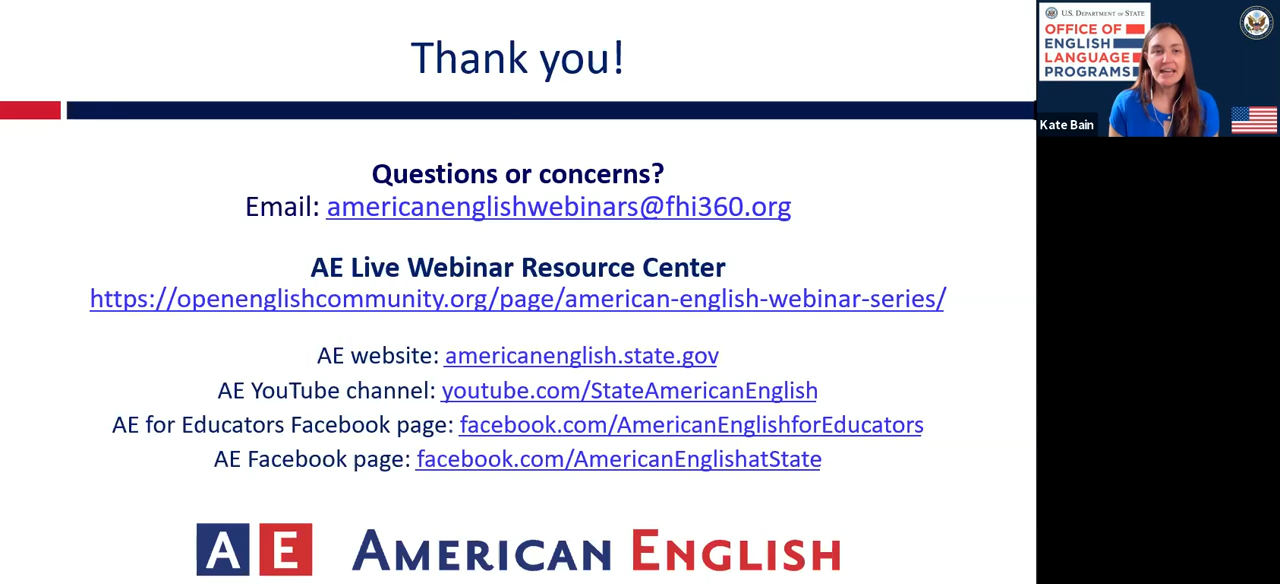 Thank you!
Questions or concerns?
Email: americanenglishwebinars@fhi360.org
AE Live Webinar Resource Center
https://openenglishcommunity.org/page/american-english-webinar-series/
AE website: americanenglish.state.gov
AE YouTube channel: youtube.com/StateAmericanEnglish
AE for Educators Facebook page: facebook.com/AmericanEnglishforEducators
AE Facebook page: facebook.com/AmericanEnglishatState
AE AMERICAN ENGLISH
U.S. DEPARTMENT OF STATE
OFFICE OF
ENGLISH
LANGUAGE
PROGRAMS
Kate Bain